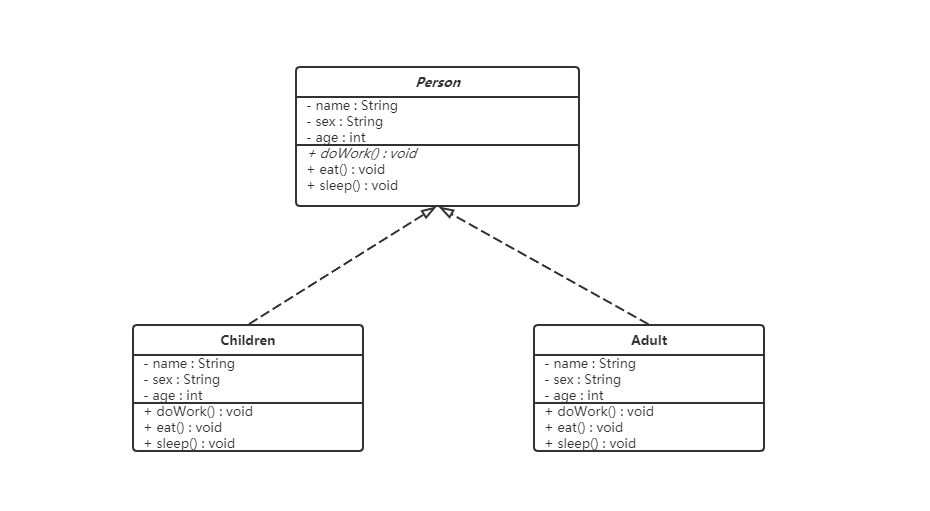 Person
- name : String
- sex : String
- age : int
+ doWork() : void
+ eat() : void
+ sleep() : void
Children
- name : String
- sex : String
- age : int
+ doWork() : void
+ eat() : void
+ sleep() : void
Adult
- name : String
- sex : String
- age : int
+ doWork() : void
+ eat() : void
+ sleep() : void